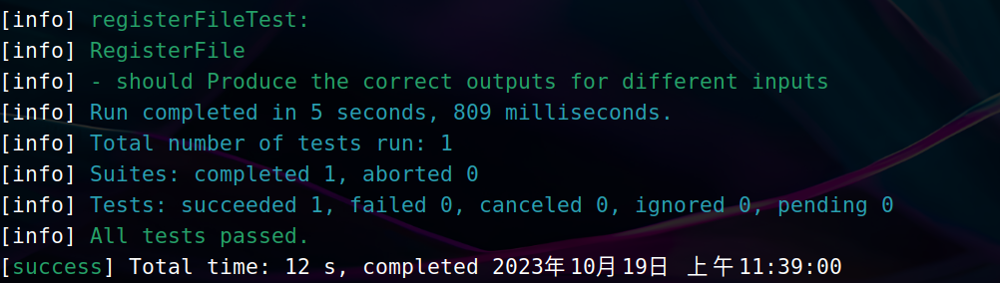 [info] registerFileTest:
[info] RegisterFile
[info] - should Produce the correct outputs for different inputs
[info] Run completed in 5 seconds, 809 milliseconds.
[info] Total number of tests run: 1
[info] Suites: completed 1, aborted 0
[info] Tests: succeeded 1, failed 0, canceled 0, ignored 0, pending 0
[info] All tests passed.
[success] Total time: 12 s, completed 2023年10月19日 上午11:39:00